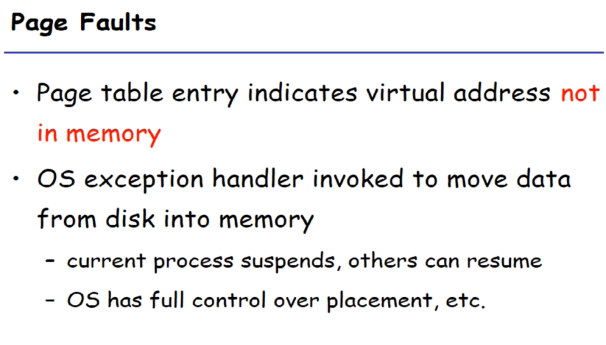 Page Faults
• Page table entry indicates virtual address not
in memory
• OS exception handler invoked to move data
from disk into memory
– current process suspends, others can resume
– OS has full control over placement, etc.